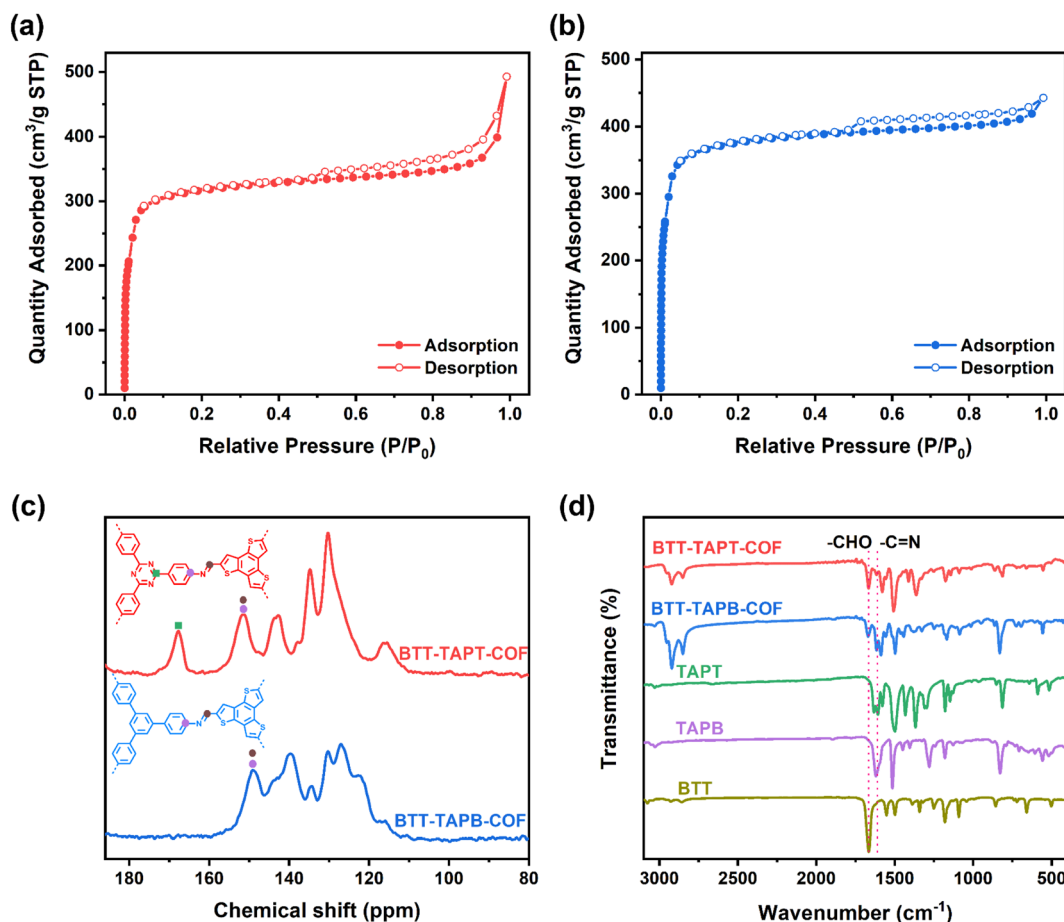 (a)
Quantity Adsorbed (cm³/g STP)
500
400
300
200
100
0
0.0 0.2 0.4 0.6 0.8 1.0
Relative Pressure (P/P₀)
Adsorption
Desorption
(b)
Quantity Adsorbed (cm³/g STP)
500
400
300
200
100
0
0.0 0.2 0.4 0.6 0.8 1.0
Relative Pressure (P/P₀)
Adsorption
Desorption
(c)
BTT-TAPT-COF
BTT-TAPB-COF
180 160 140 120 100 80
Chemical shift (ppm)
(d)
-CHO -C=N
BTT-TAPT-COF
BTT-TAPB-COF
TAPT
TAPB
BTT
Transmittance (%)
3000 2500 2000 1500 1000 500
Wavenumber (cm⁻¹)